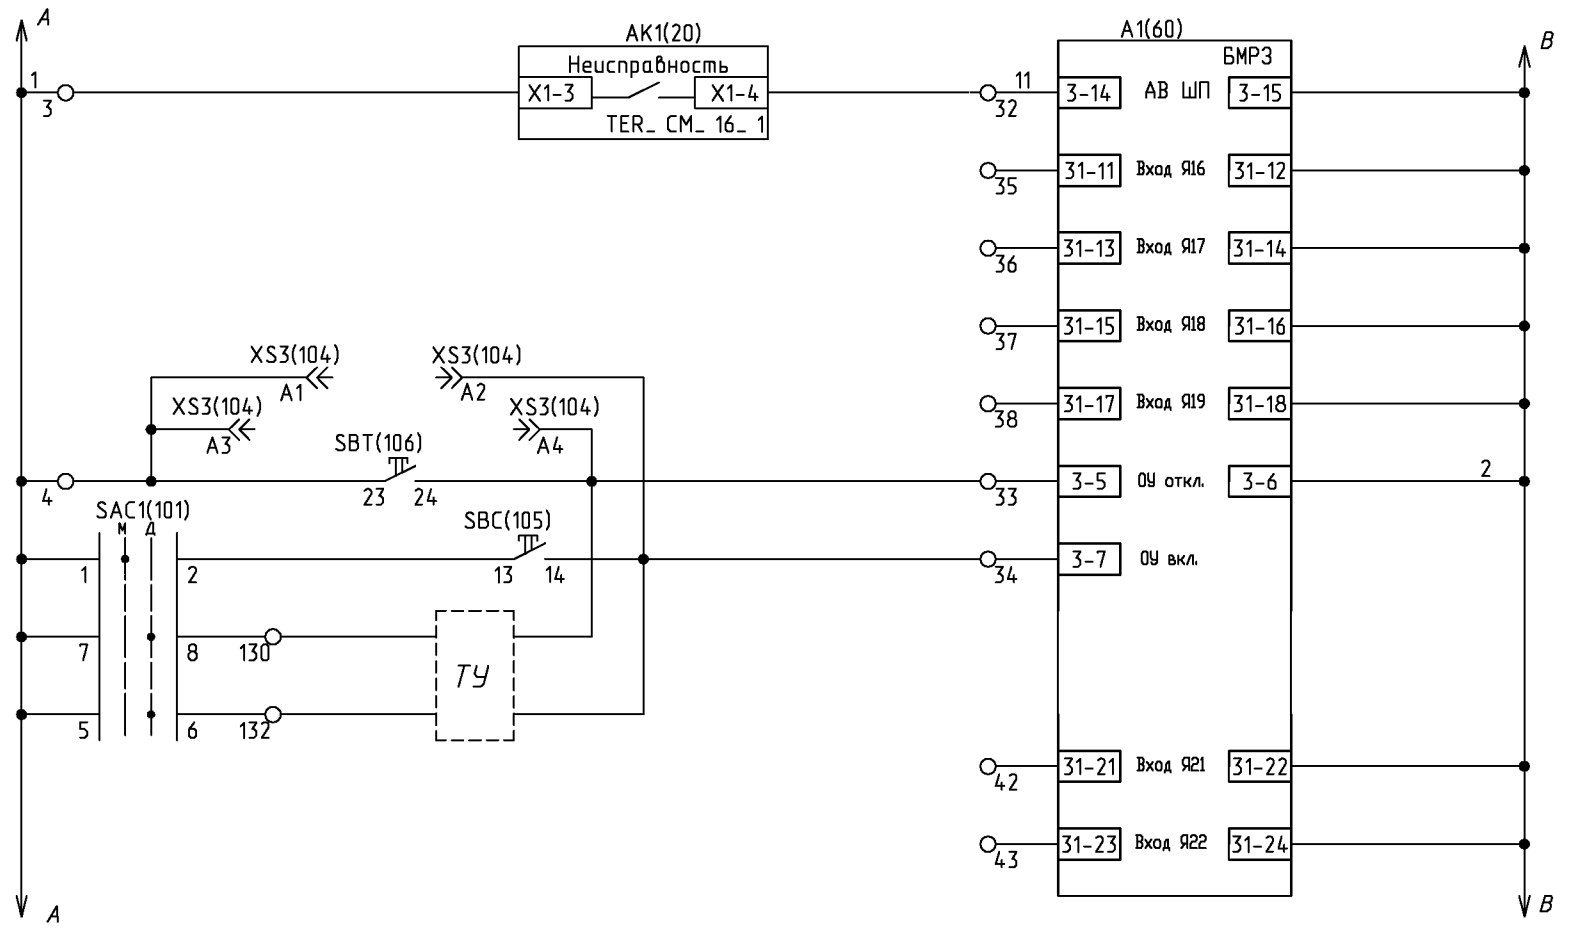 A
AK1(20)
A1(60)
B
Неисправность
БМРЗ
1
X1-3
X1-4
11
3-14
АВ ШП
3-15
3
32
TER_ CM_ 16_ 1
31-11
Вход Я16
31-12
35
31-13
Вход Я17
31-14
36
31-15
Вход Я18
31-16
37
XS3(104)
XS3(104)
A1
A2
31-17
Вход Я19
31-18
38
XS3(104)
XS3(104)
A3
A4
SBT(106)
2
4
23
24
33
3-5
ОУ откл.
3-6
SAC1(101)
М
Д
SBC(105)
3-7
ОУ вкл.
1
2
13
14
34
7
8
130
ТУ
5
6
132
31-21
Вход Я21
31-22
42
31-23
Вход Я22
31-24
43
A
B